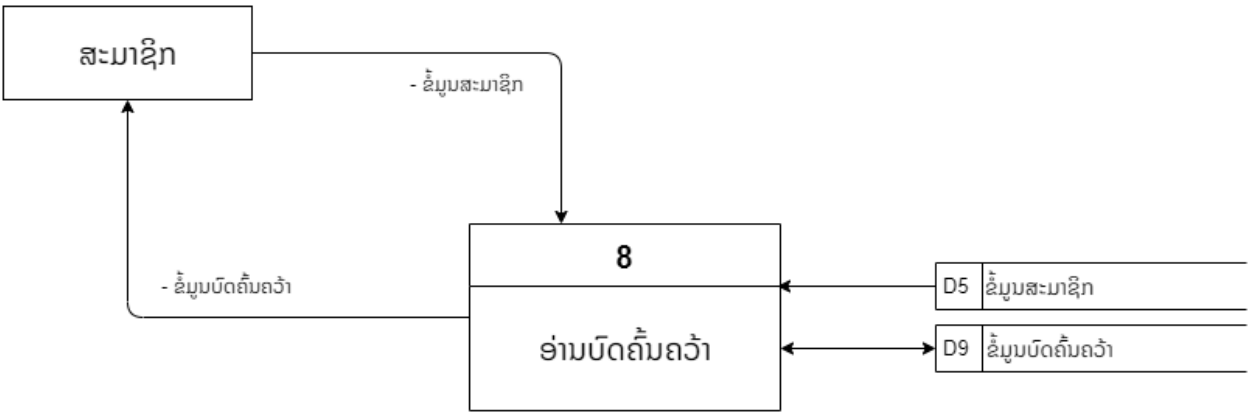 ສະມາຊິກ
- ຂໍ້ມູນສະມາຊິກ
8
- ຂໍ້ມູນບົດຄົ້ນຄວ້າ
D5 ຂໍ້ມູນສະມາຊິກ
ອ່ານບົດຄົ້ນຄວ້າ
D9 ຂໍ້ມູນບົດຄົ້ນຄວ້າ